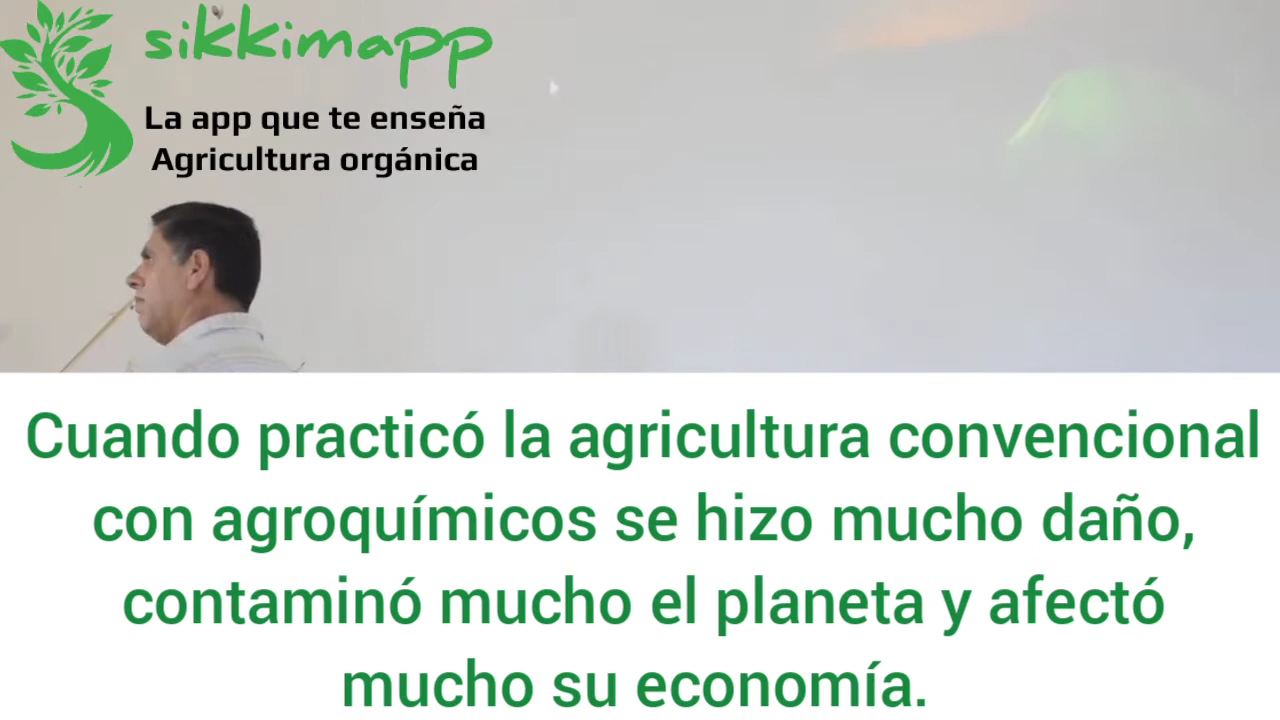 sikkimapp
La app que te enseña
Agricultura orgánica
Cuando practicó la agricultura convencional
con agroquímicos se hizo mucho daño,
contaminó mucho el planeta y afectó
mucho su economía.